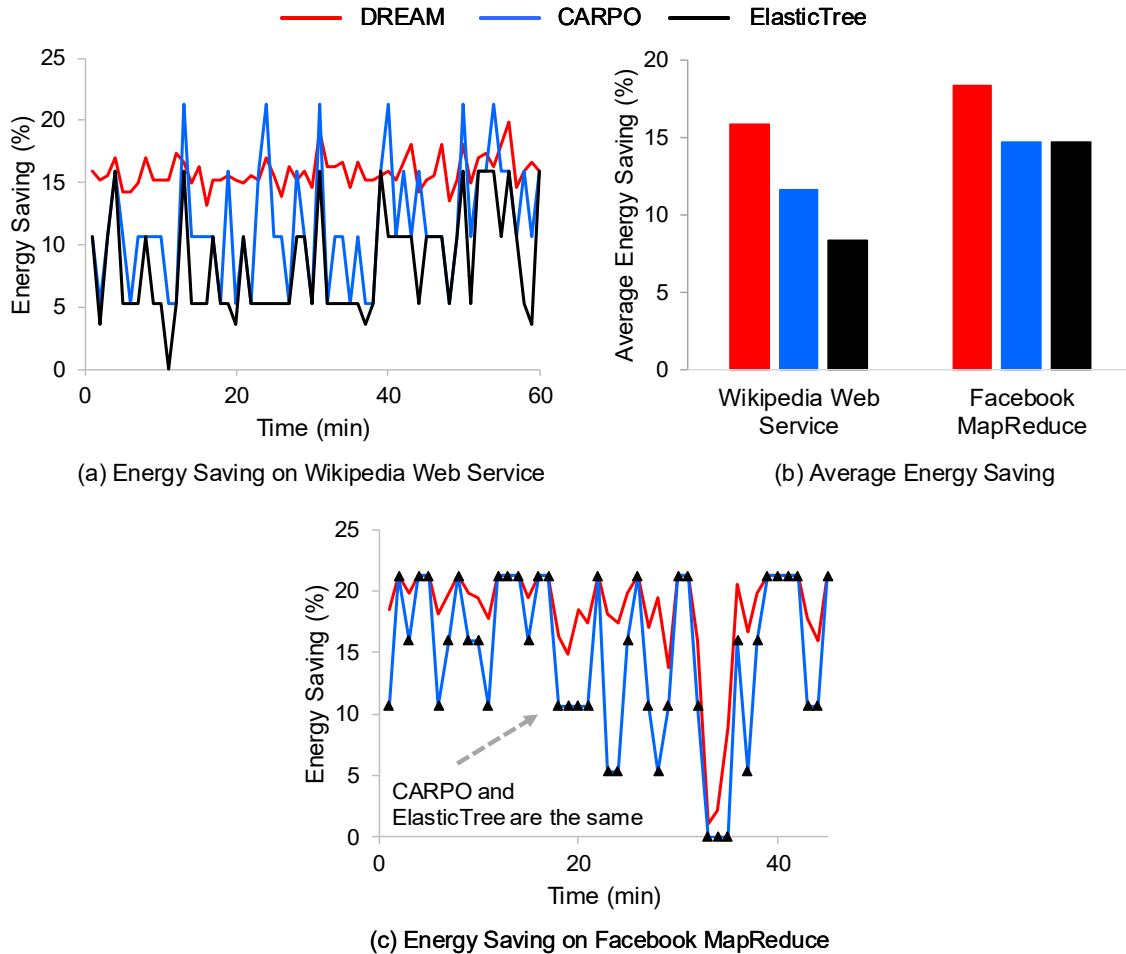 DREAM CARPO ElasticTree
Energy Saving (%)
25
20
15
10
5
0
0 20 40 60
Time (min)
(a) Energy Saving on Wikipedia Web Service
Average Energy Saving (%)
20
15
10
5
0
Wikipedia Web
Service
Facebook
MapReduce
(b) Average Energy Saving
Energy Saving (%)
25
20
15
10
5
0
CARPO and
ElasticTree are the same
0 20 40
Time (min)
(c) Energy Saving on Facebook MapReduce